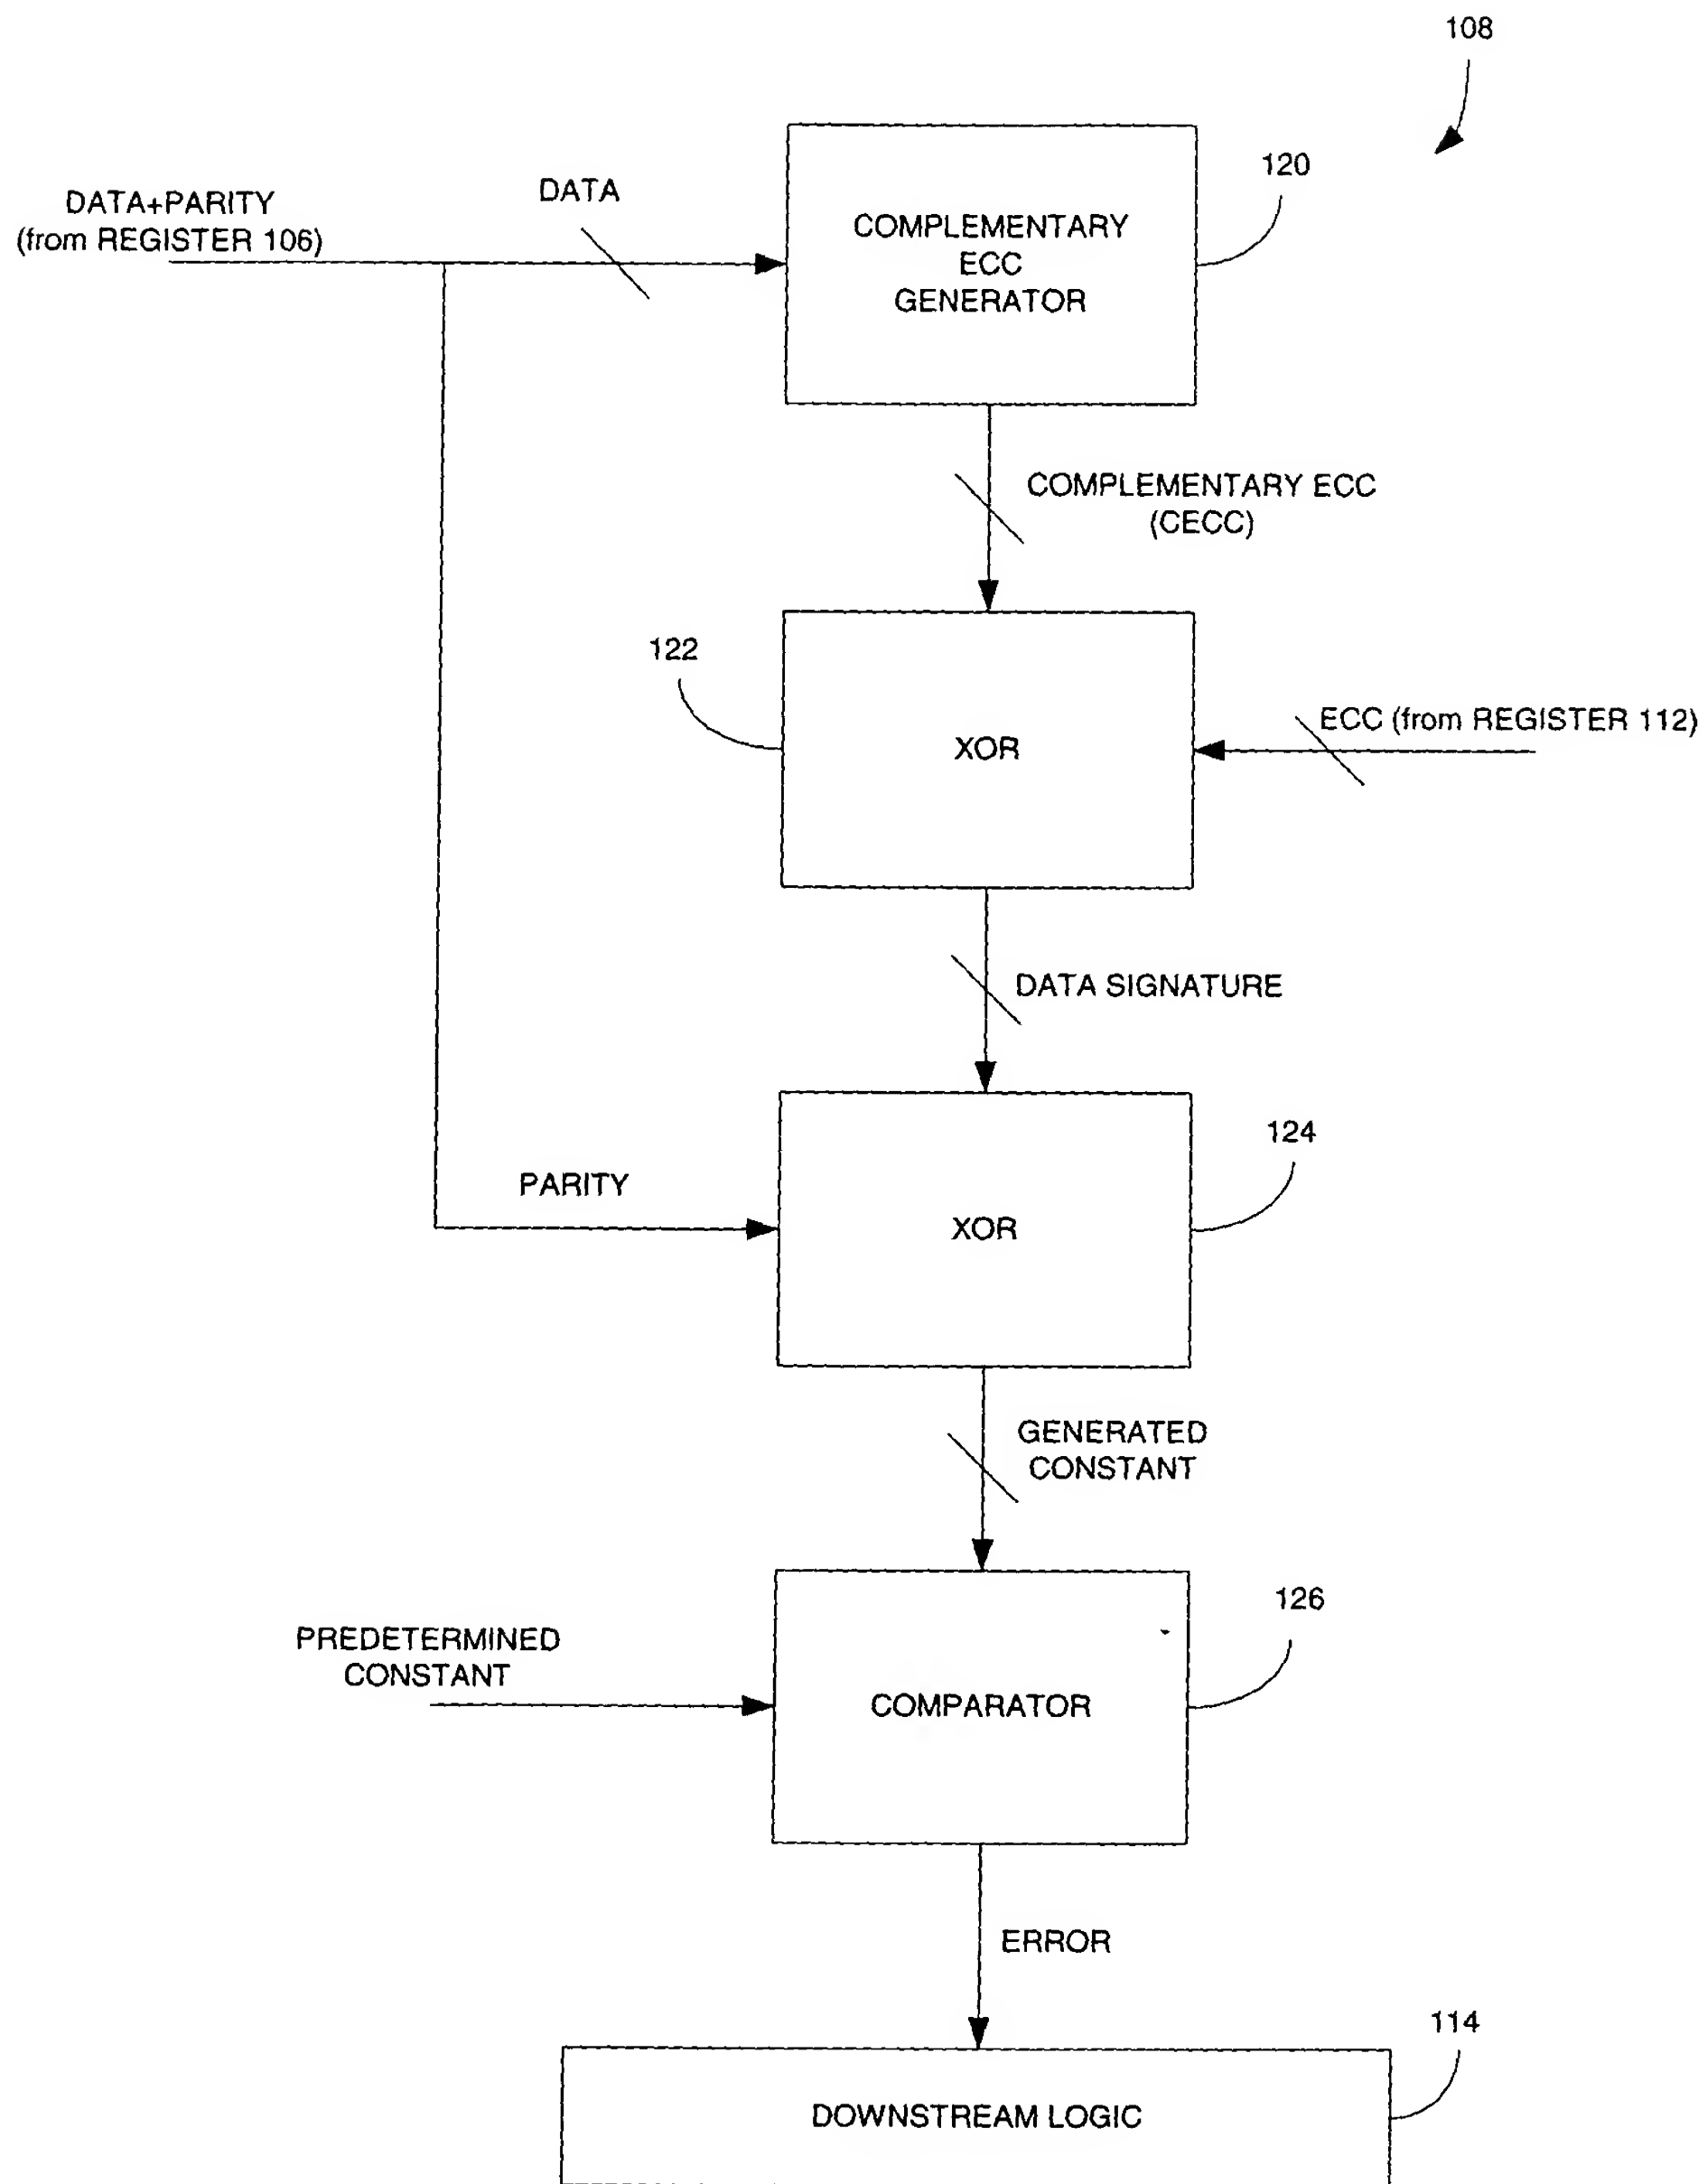 108
120
DATA
DATA+PARITY
(from REGISTER 106)
COMPLEMENTARY
ECC
GENERATOR
COMPLEMENTARY ECC
(CECC)
122
XOR
ECC (from REGISTER 112)
DATA SIGNATURE
124
PARITY
XOR
GENERATED
CONSTANT
126
PREDETERMINED
CONSTANT
COMPARATOR
ERROR
114
DOWNSTREAM LOGIC